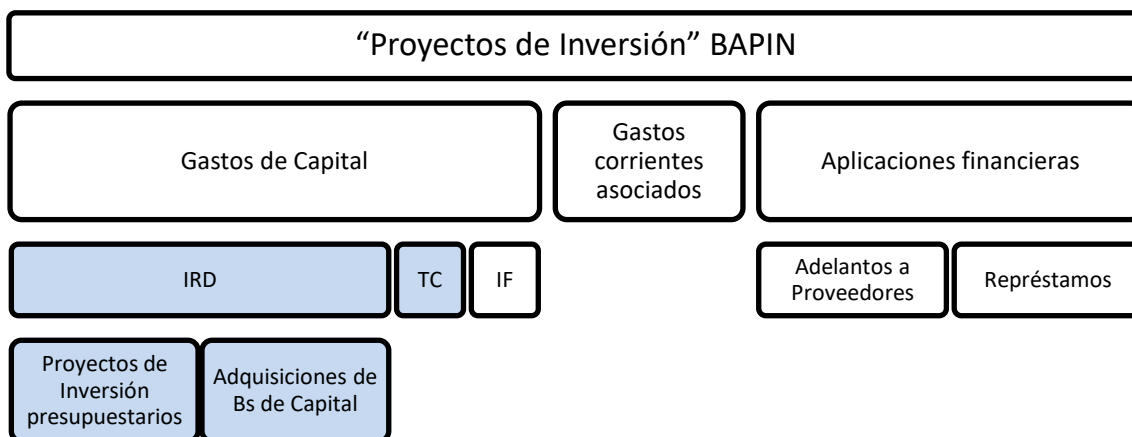 “Proyectos de Inversión” BAPIN
Gastos de Capital
Gastos
corrientes
asociados
Aplicaciones financieras
IRD
TC
IF
Adelantos a
Proveedores
Représtamos
Proyectos de
Inversión
presupuestarios
Adquisiciones de
Bs de Capital